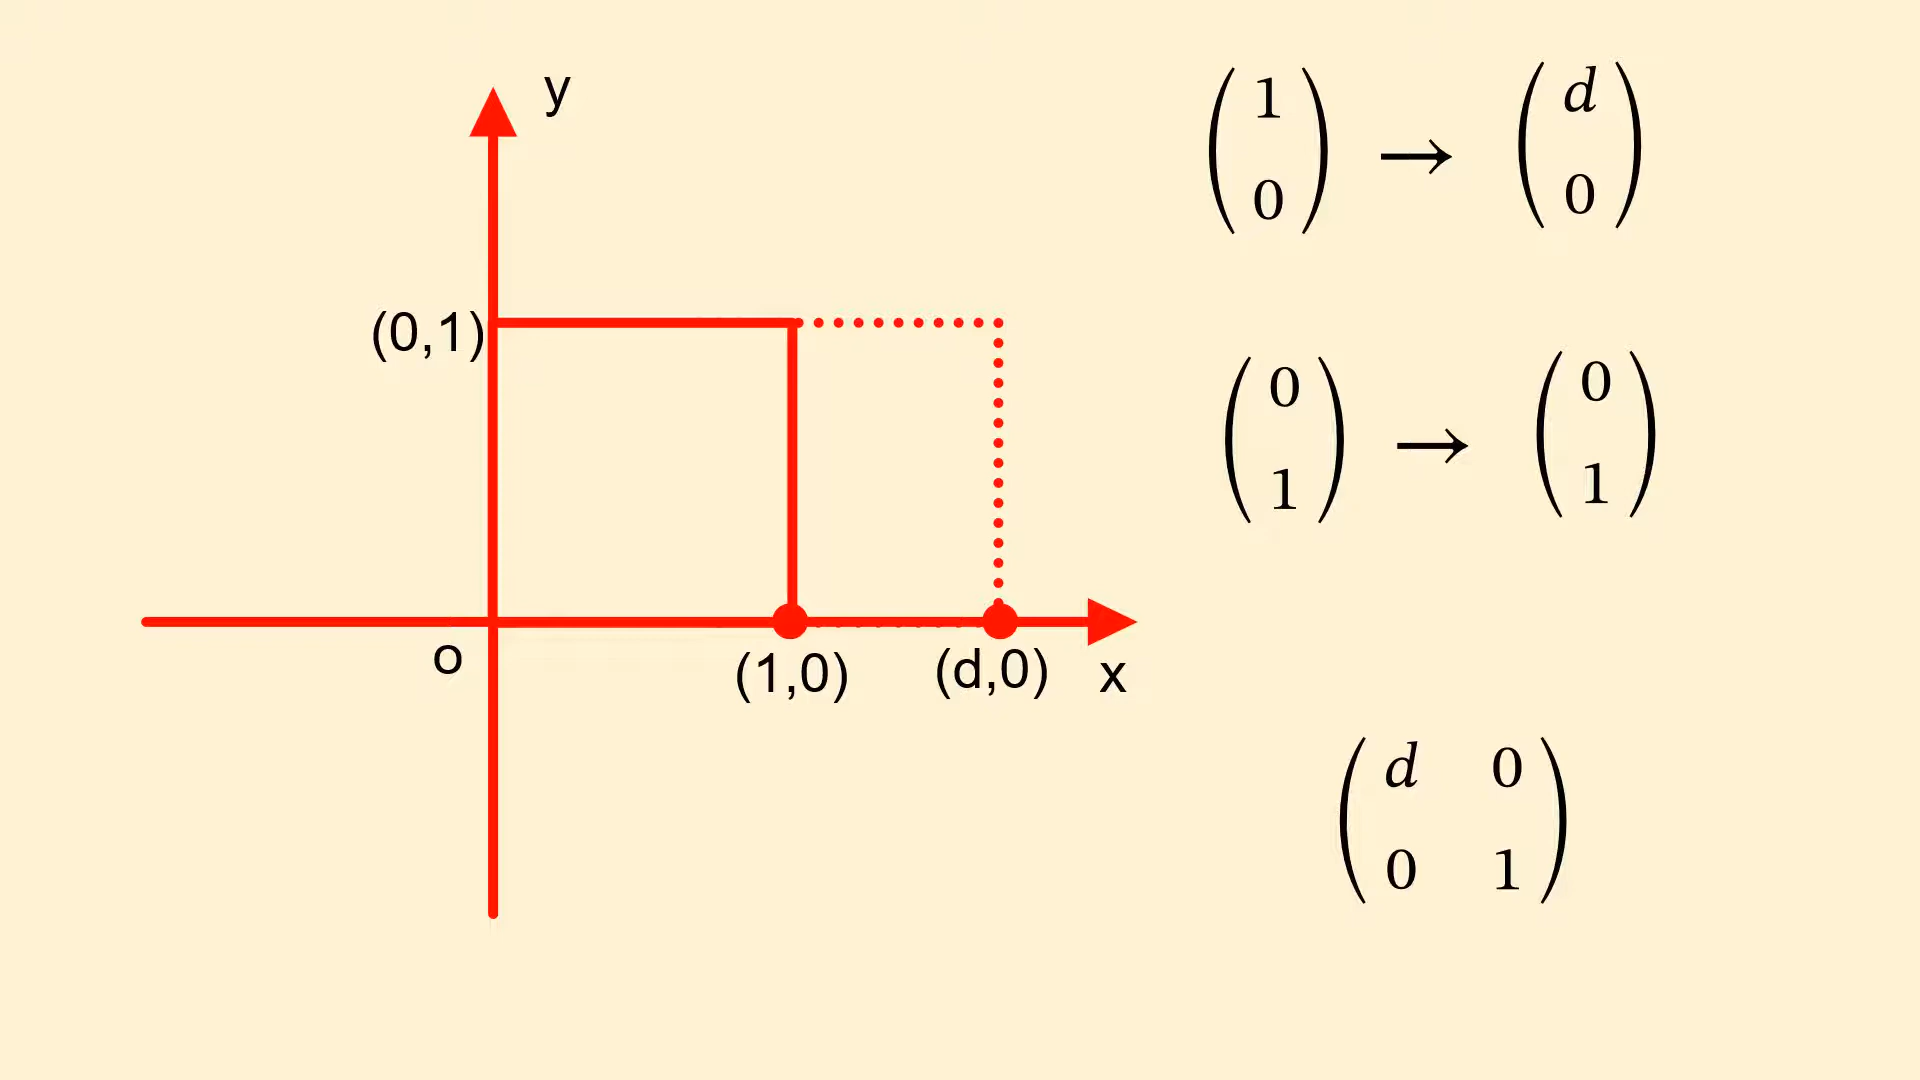 y
(0,1)
o
(1,0)
(d,0)
x
(1 0) → (d 0)
(0 1) → (0 1)
(d 0
0 1)